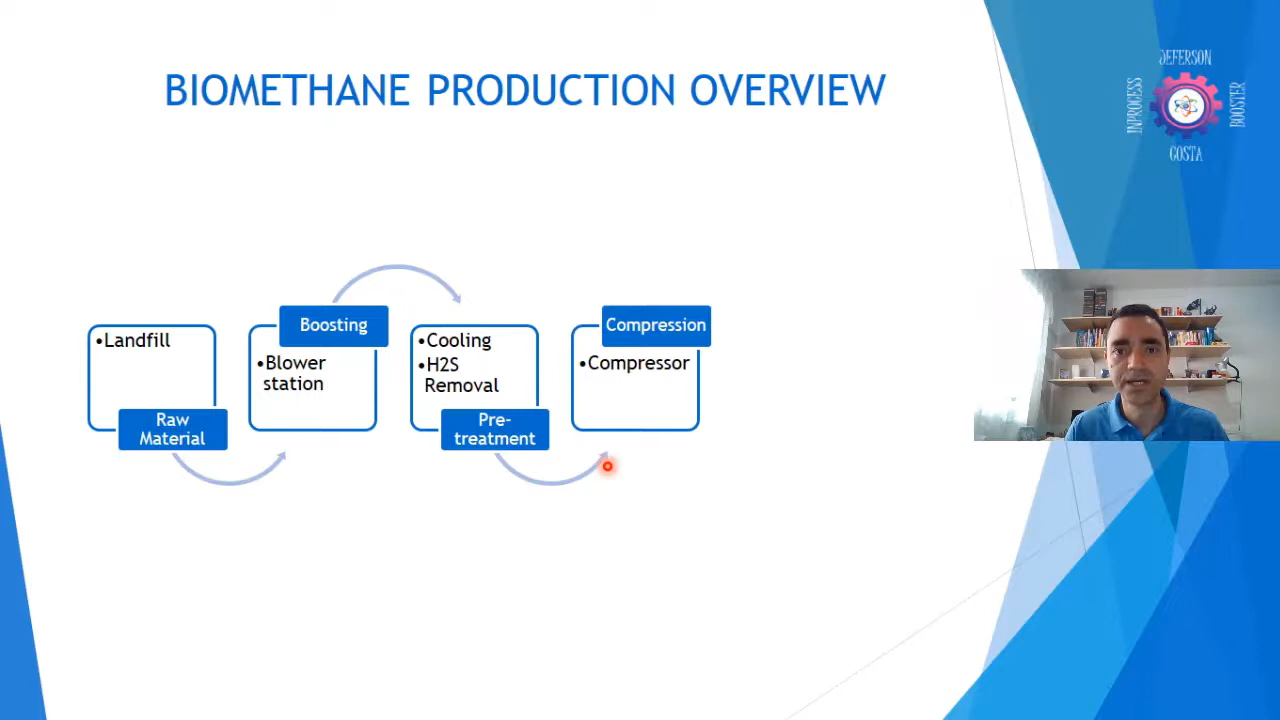 BIOMETHANE PRODUCTION OVERVIEW
DEFERSON
INPROCESS
BOOSTER
COSTA
•Landfill
Raw
Material
Boosting
•Blower
station
•Cooling
•H2S
Removal
Pre-
treatment
Compression
•Compressor